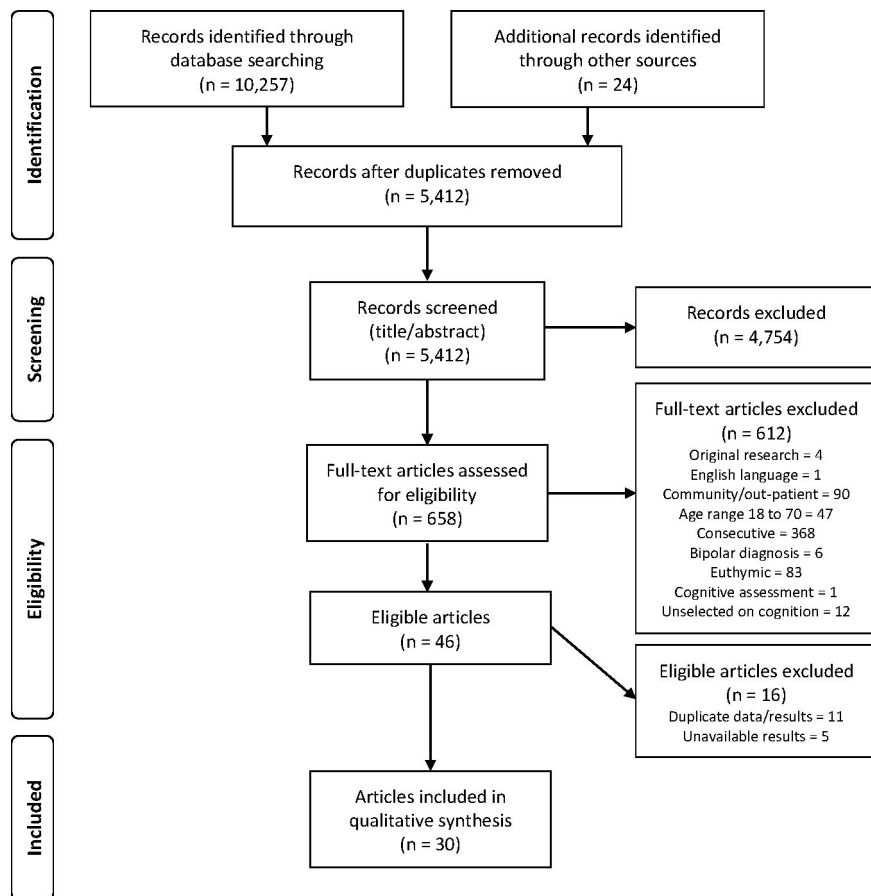 Identification
Records identified through
database searching
(n = 10,257)
Additional records identified
through other sources
(n = 24)
Records after duplicates removed
(n = 5,412)
Screening
Records screened
(title/abstract)
(n = 5,412)
Records excluded
(n = 4,754)
Eligibility
Full-text articles assessed
for eligibility
(n = 658)
Full-text articles excluded
(n = 612)
Original research = 4
English language = 1
Community/out-patient = 90
Age range 18 to 70 = 47
Consecutive = 368
Bipolar diagnosis = 6
Euthymic = 83
Cognitive assessment = 1
Unselected on cognition = 12
Eligible articles
(n = 46)
Eligible articles excluded
(n = 16)
Duplicate data/results = 11
Unavailable results = 5
Included
Articles included in
qualitative synthesis
(n = 30)